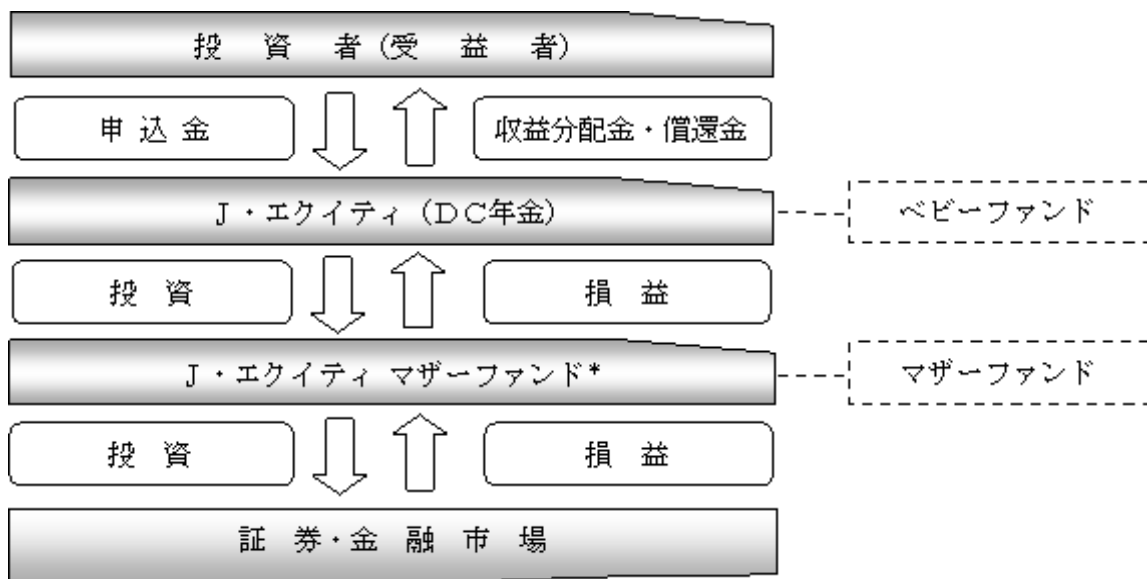 投資者(受益者)
申込金
収益分配金・償還金
J・エクイティ(DC年金)
ベビーファンド
投資
損益
J・エクイティ マザーファンド*
マザーファンド
投資
損益
証券・金融市場